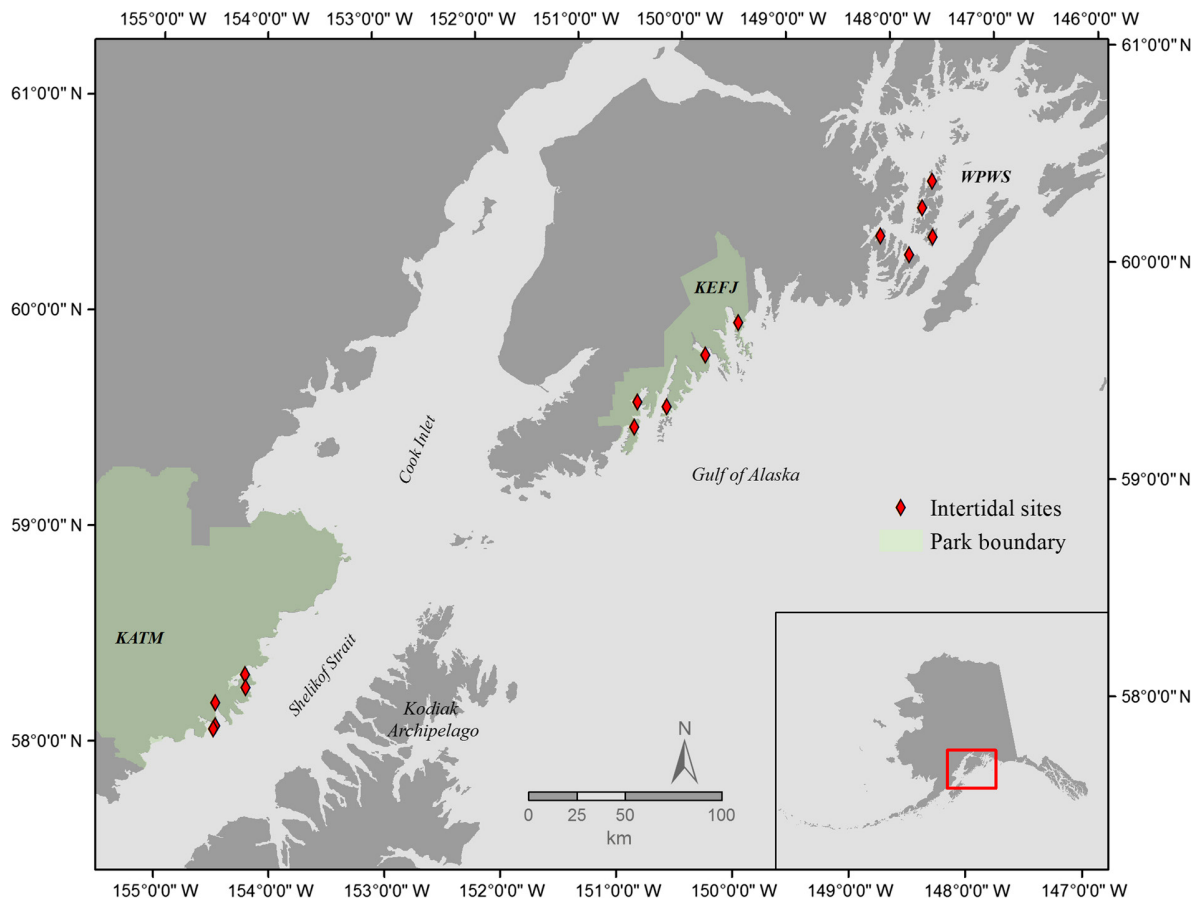 155°0'0" W 154°0'0" W 153°0'0" W 152°0'0" W 151°0'0" W 150°0'0" W 149°0'0" W 148°0'0" W 147°0'0" W 146°0'0" W
61°0'0" N
61°0'0" N
WPWS
60°0'0" N
KEFJ
60°0'0" N
Cook Inlet
Gulf of Alaska
59°0'0" N
Intertidal sites
59°0'0" N
Park boundary
KATM
Shelikof Strait
58°0'0" N
Kodiak
Archipelago
N
58°0'0" N
0 25 50 100
km
155°0'0" W 154°0'0" W 153°0'0" W 152°0'0" W 151°0'0" W 150°0'0" W 149°0'0" W 148°0'0" W 147°0'0" W